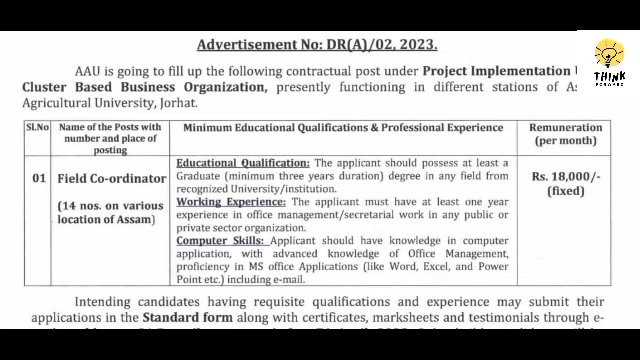 Advertisement No: DR(A)/02, 2023.
AAU is going to fill up the following contractual post under Project Implementation
Cluster Based Business Organization, presently functioning in different stations of
Agricultural University, Jorhat.
THINK
FORWARD
Sl.No
Name of the Posts with
number and place of
posting
Minimum Educational Qualifications & Professional Experience
Remuneration
(per month)
01
Field Co-ordinator
(14 nos. on various
location of Assam)
Educational Qualification: The applicant should possess at least a
Graduate (minimum three years duration) degree in any field from
recognized University/institution.
Working Experience: The applicant must have at least one year
experience in office management/secretarial work in any public or
private sector organization.
Computer Skills: Applicant should have knowledge in computer
application, with advanced knowledge of Office Management,
proficiency in MS office Applications (like Word, Excel, and Power
Point etc.) including e-mail.
Rs. 18,000/-
(fixed)
Intending candidates having requisite qualifications and experience may submit their
applications in the Standard form along with certificates, marksheets and testimonials through e-